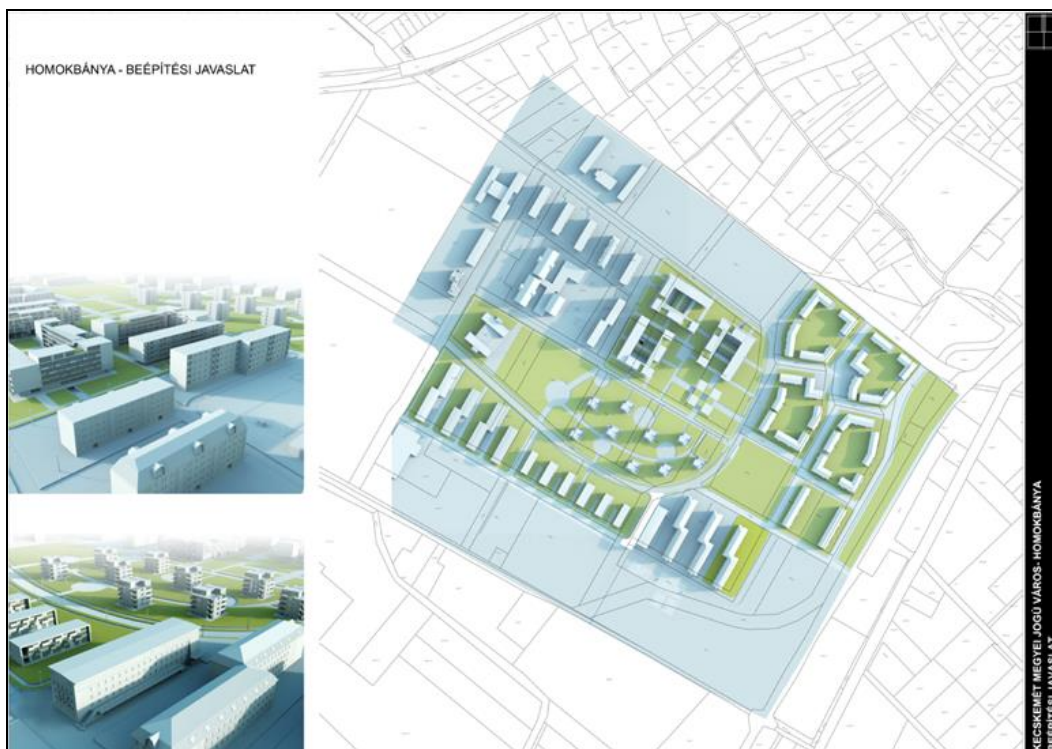 HOMOKBÁNYA - BEÉPÍTÉSI JAVASLAT
KECSKEMÉT MEGYEI JOGÚ VÁROS- HOMOKBÁNYA
BEÉPÍTÉSI JAVASLAT